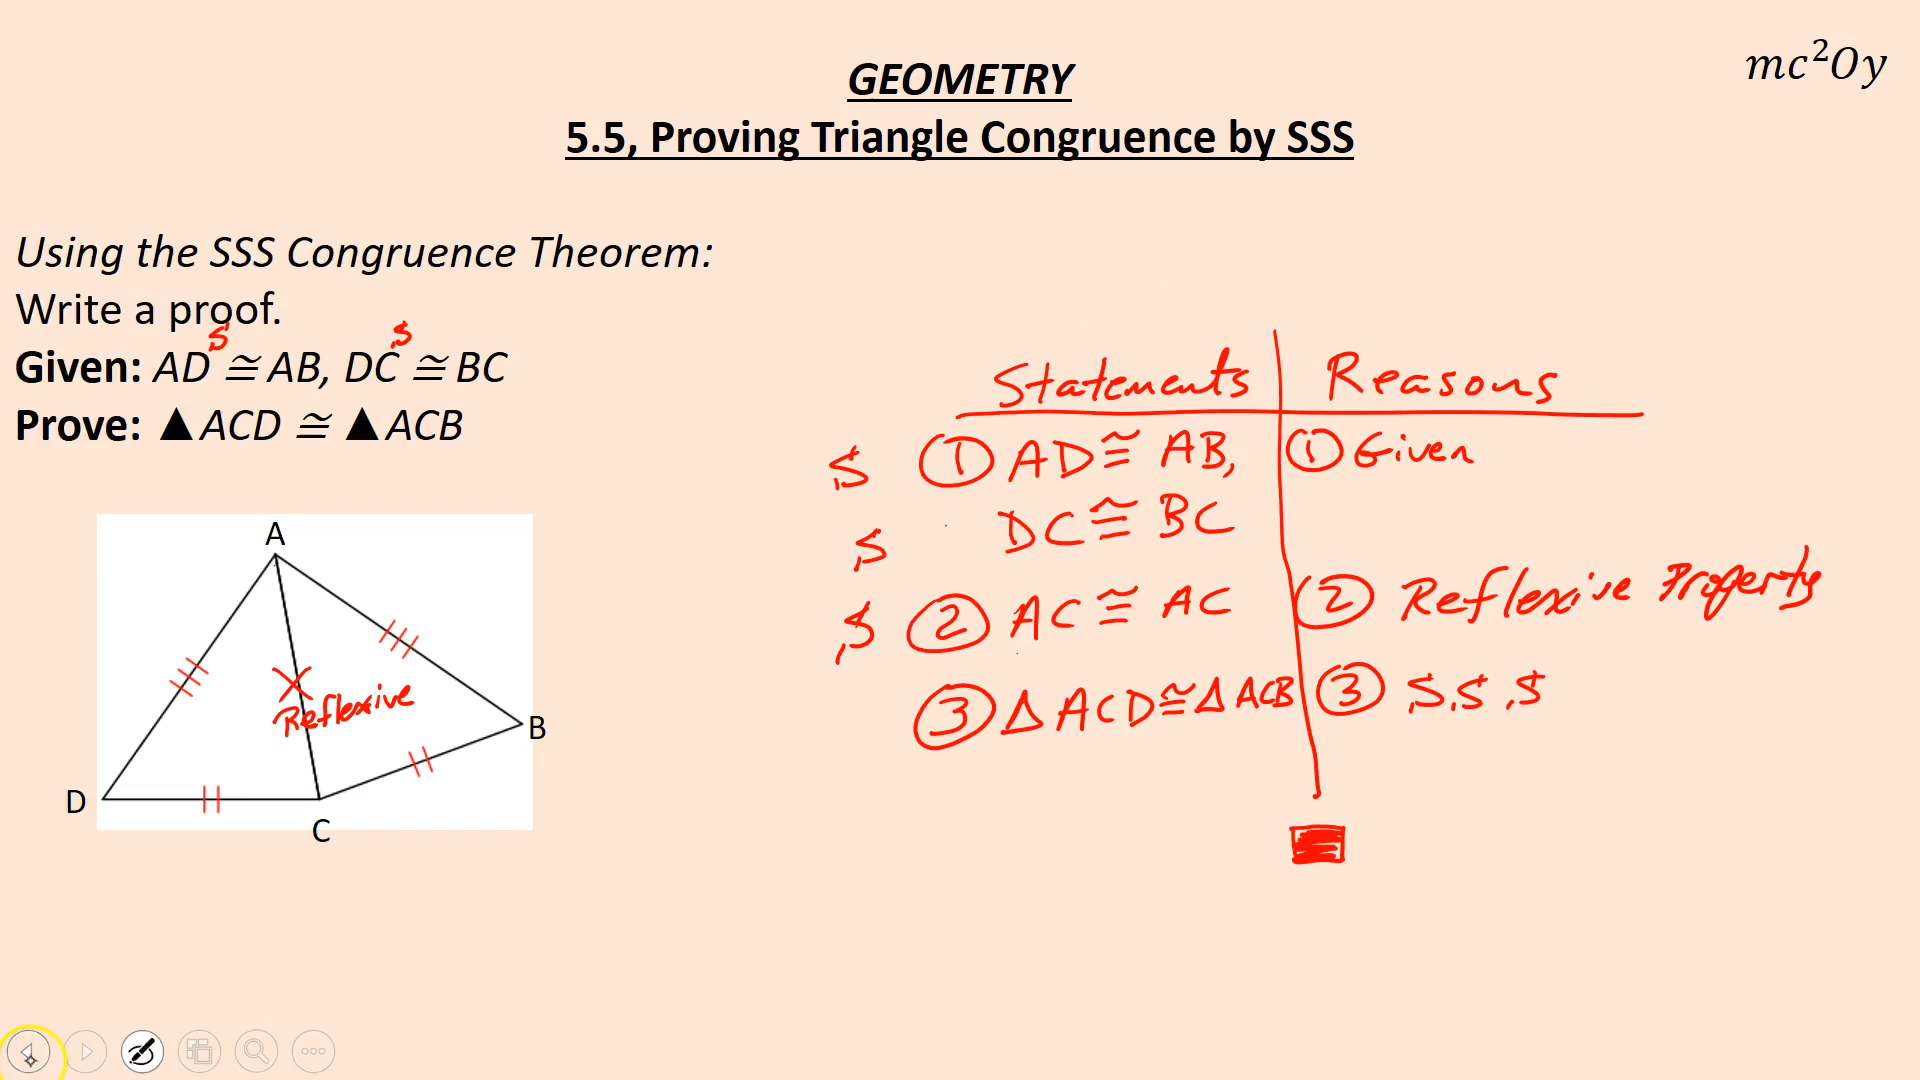 mc²Oy
GEOMETRY
5.5, Proving Triangle Congruence by SSS
Using the SSS Congruence Theorem:
Write a proof.
S S
Given: AD ≅ AB, DC ≅ BC
Prove: ▲ACD ≅ ▲ACB
A
B
D
C
Reflexive
Statements Reasons
S ① AD ≅ AB, ① Given
S DC ≅ BC
S ② AC ≅ AC ② Reflexive Property
③ △ ACD ≅ △ ACB ③ S,S,S